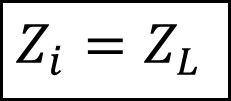 Z_i = Z_L